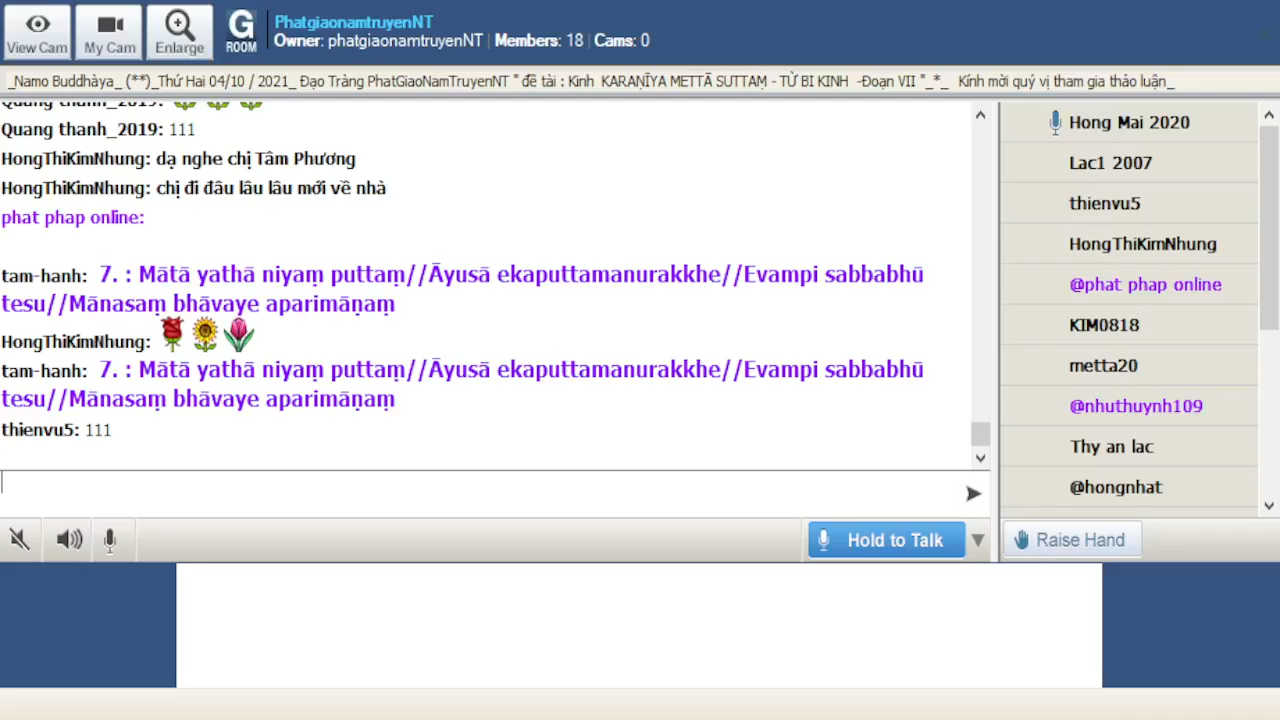 PhatgiaonamtruyenNT
Owner: phatgiaonamtruyenNT | Members: 18 | Cams: 0
View Cam
My Cam
Enlarge
G
ROOM
_Namo Buddhàya_ (**)_Thứ Hai 04/10 / 2021_ Đạo Tràng PhatGiaoNamTruyenNT " đề tài : Kinh KARAṆĪYA METTĀ SUTTAṂ - TỪ BI KINH -Đoạn VII "_*_ Kính mời quý vị tham gia thảo luận_
Quang thanh_2019:
Quang thanh_2019: 111
HongThiKimNhung: dạ nghe chị Tâm Phương
HongThiKimNhung: chị đi đâu lâu lâu mới về nhà
phat phap online:
tam-hanh: 7. : Mātā yathā niyaṃ puttaṃ//Āyusā ekaputtamanurakkhe//Evampi sabbabhū
tesu//Mānasaṃ bhāvaye aparimāṇaṃ
HongThiKimNhung:
tam-hanh: 7. : Mātā yathā niyaṃ puttaṃ//Āyusā ekaputtamanurakkhe//Evampi sabbabhū
tesu//Mānasaṃ bhāvaye aparimāṇaṃ
thienvu5: 111
Hong Mai 2020
Lac1 2007
thienvu5
HongThiKimNhung
@phat phap online
KIM0818
metta20
@nhuthuynh109
Thy an lac
@hongnhat
Hold to Talk
Raise Hand